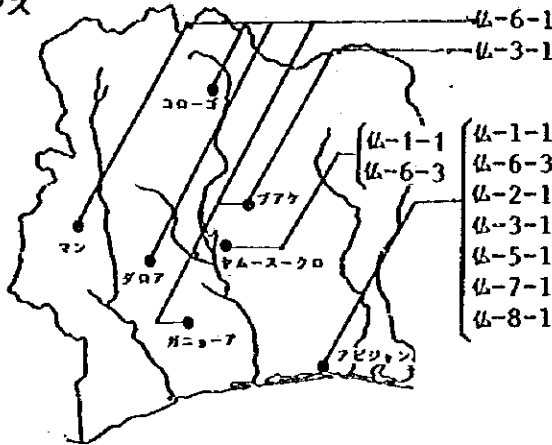 ス
仏-6-1
仏-3-1
コローゴ
仏-1-1
仏-6-3
仏-1-1
仏-6-3
仏-2-1
仏-3-1
仏-5-1
仏-7-1
仏-8-1
ブアケ
マン
ヤムースークロ
ダロア
ガニョーア
アビジャン